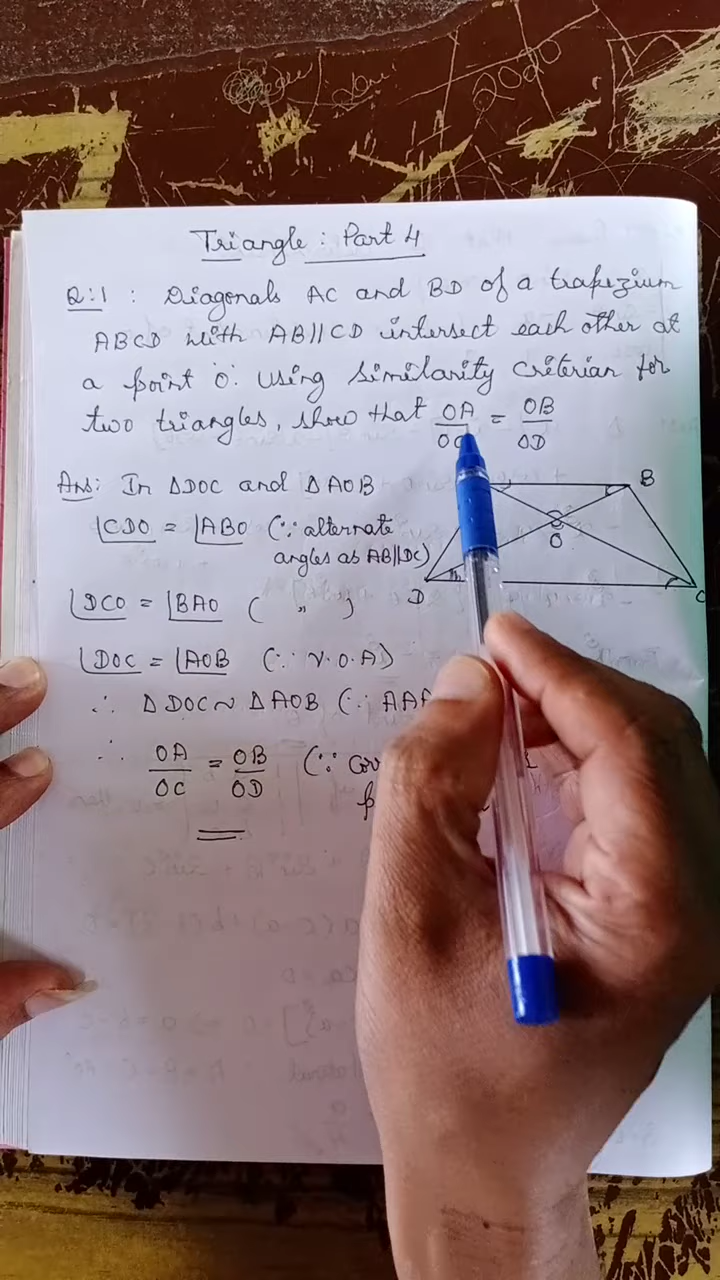 Triangle : Part 4
Q:1 : Diagonals AC and BD of a trapezium
ABCD with AB//CD intersect each other at
a point 'O'. Using Similarity Criterian for
two triangles, show that OA/OC = OB/OD
Ans: In ΔDOC and ΔAOB
∠CDO = ∠ABO (∵ alternate
angles as AB||DC)
∠DCO = ∠BAO ( " )
∠DOC = ∠AOB (∵ V.O.A)
∴ ΔDOC ~ ΔAOB (∵ AAA
∴ OA/OC = OB/OD (∵
B
O
D
C